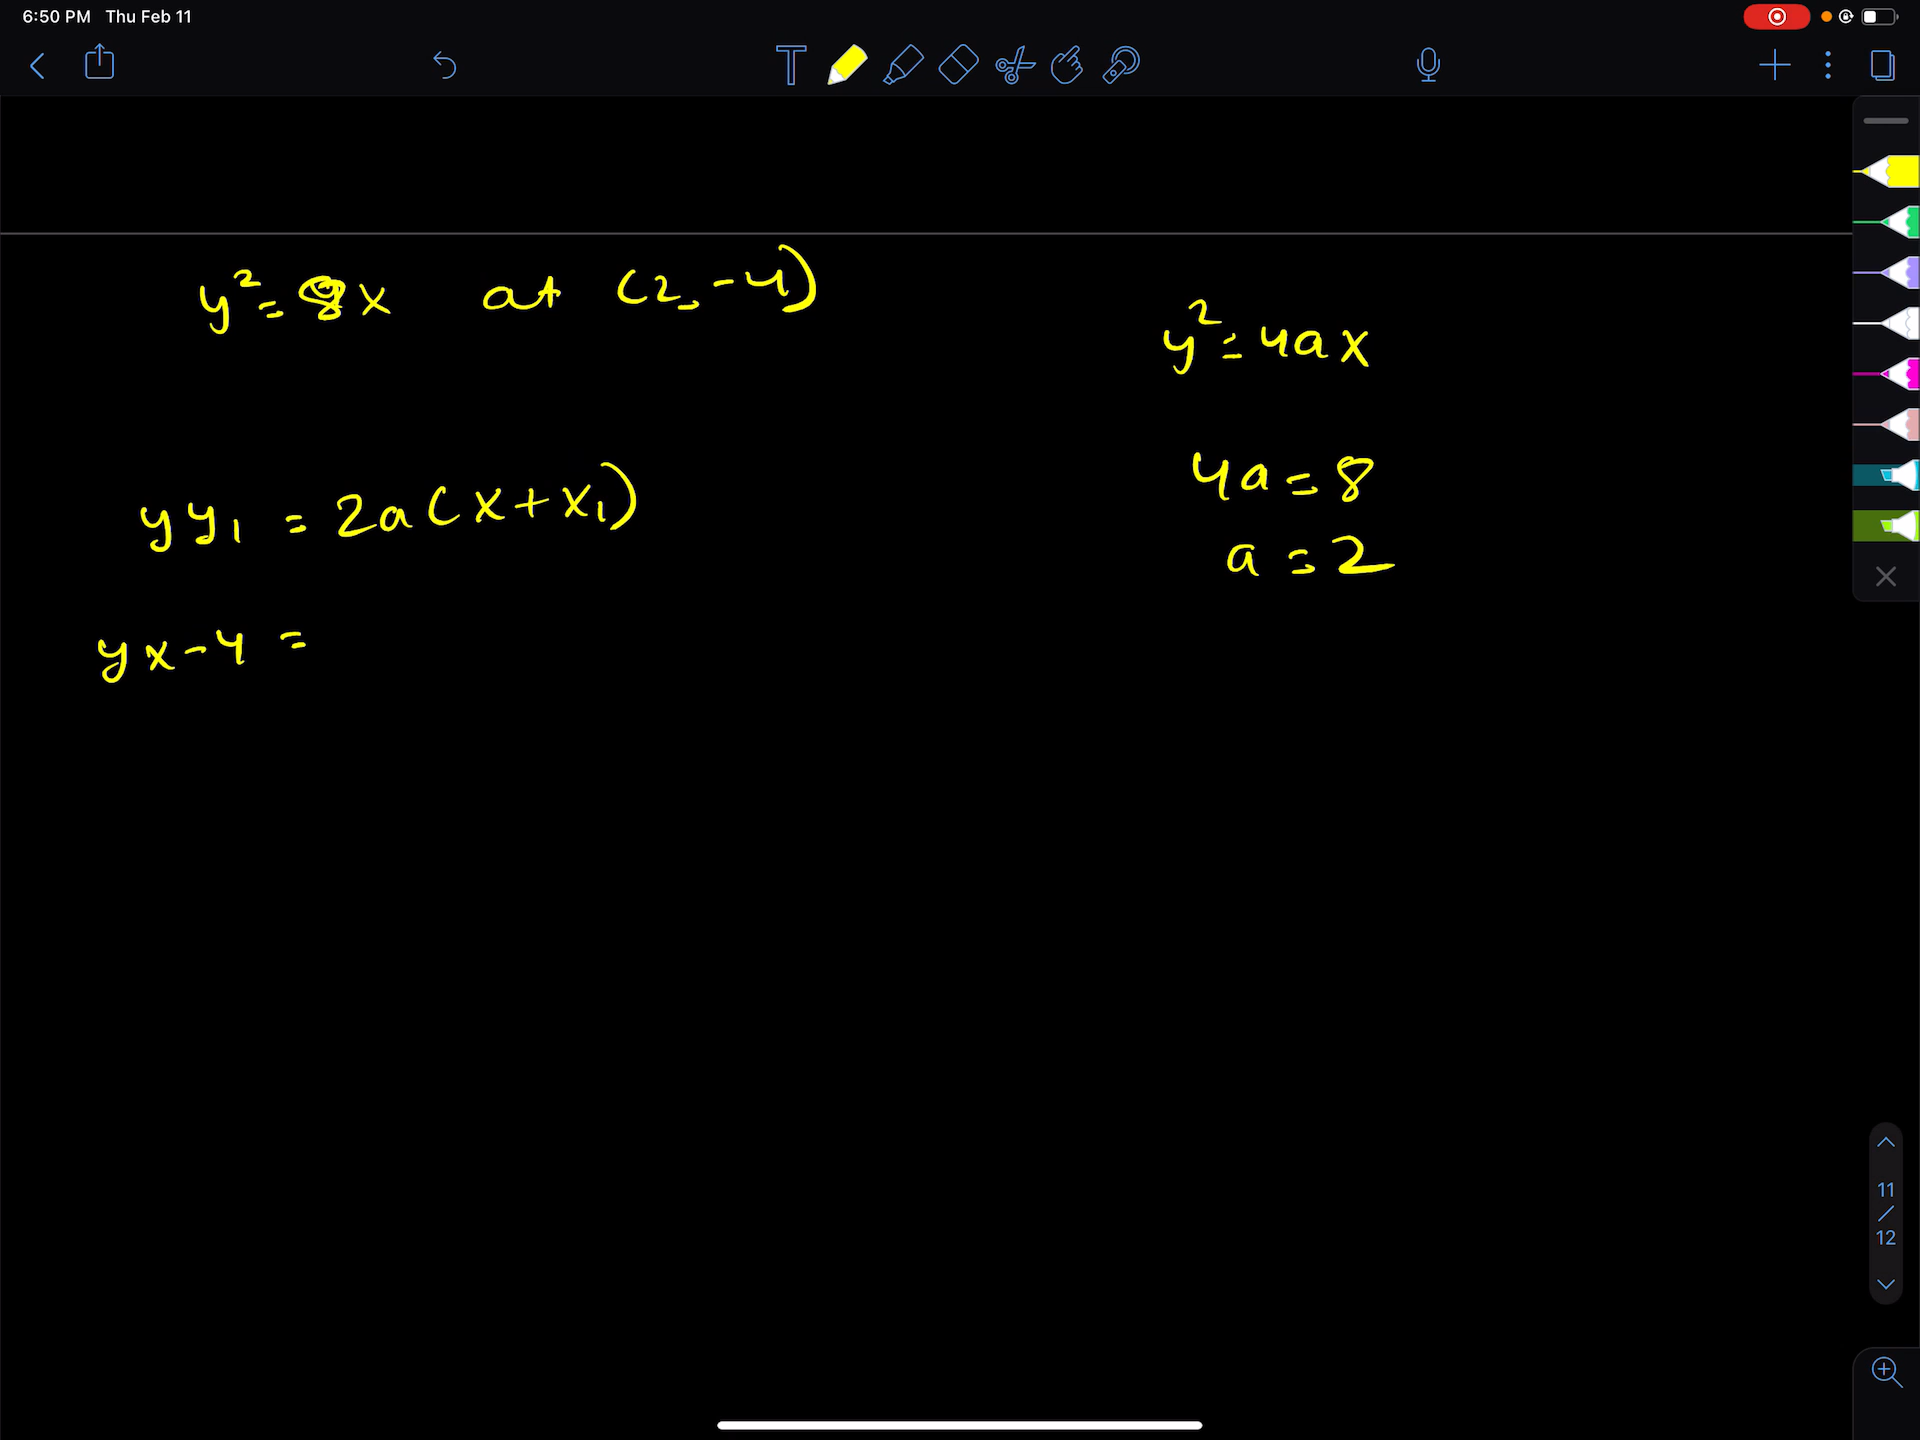 6:50 PM Thu Feb 11
y² = 8x at (2, -4)
y² = 4ax
4a = 8
yy₁ = 2a(x+x₁)
a = 2
y x -4 =
11
/
12